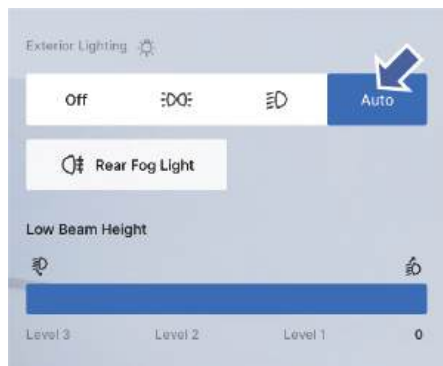 Exterior Lighting
Off Auto
Rear Fog Light
Low Beam Height
Level 3 Level 2 Level 1 0